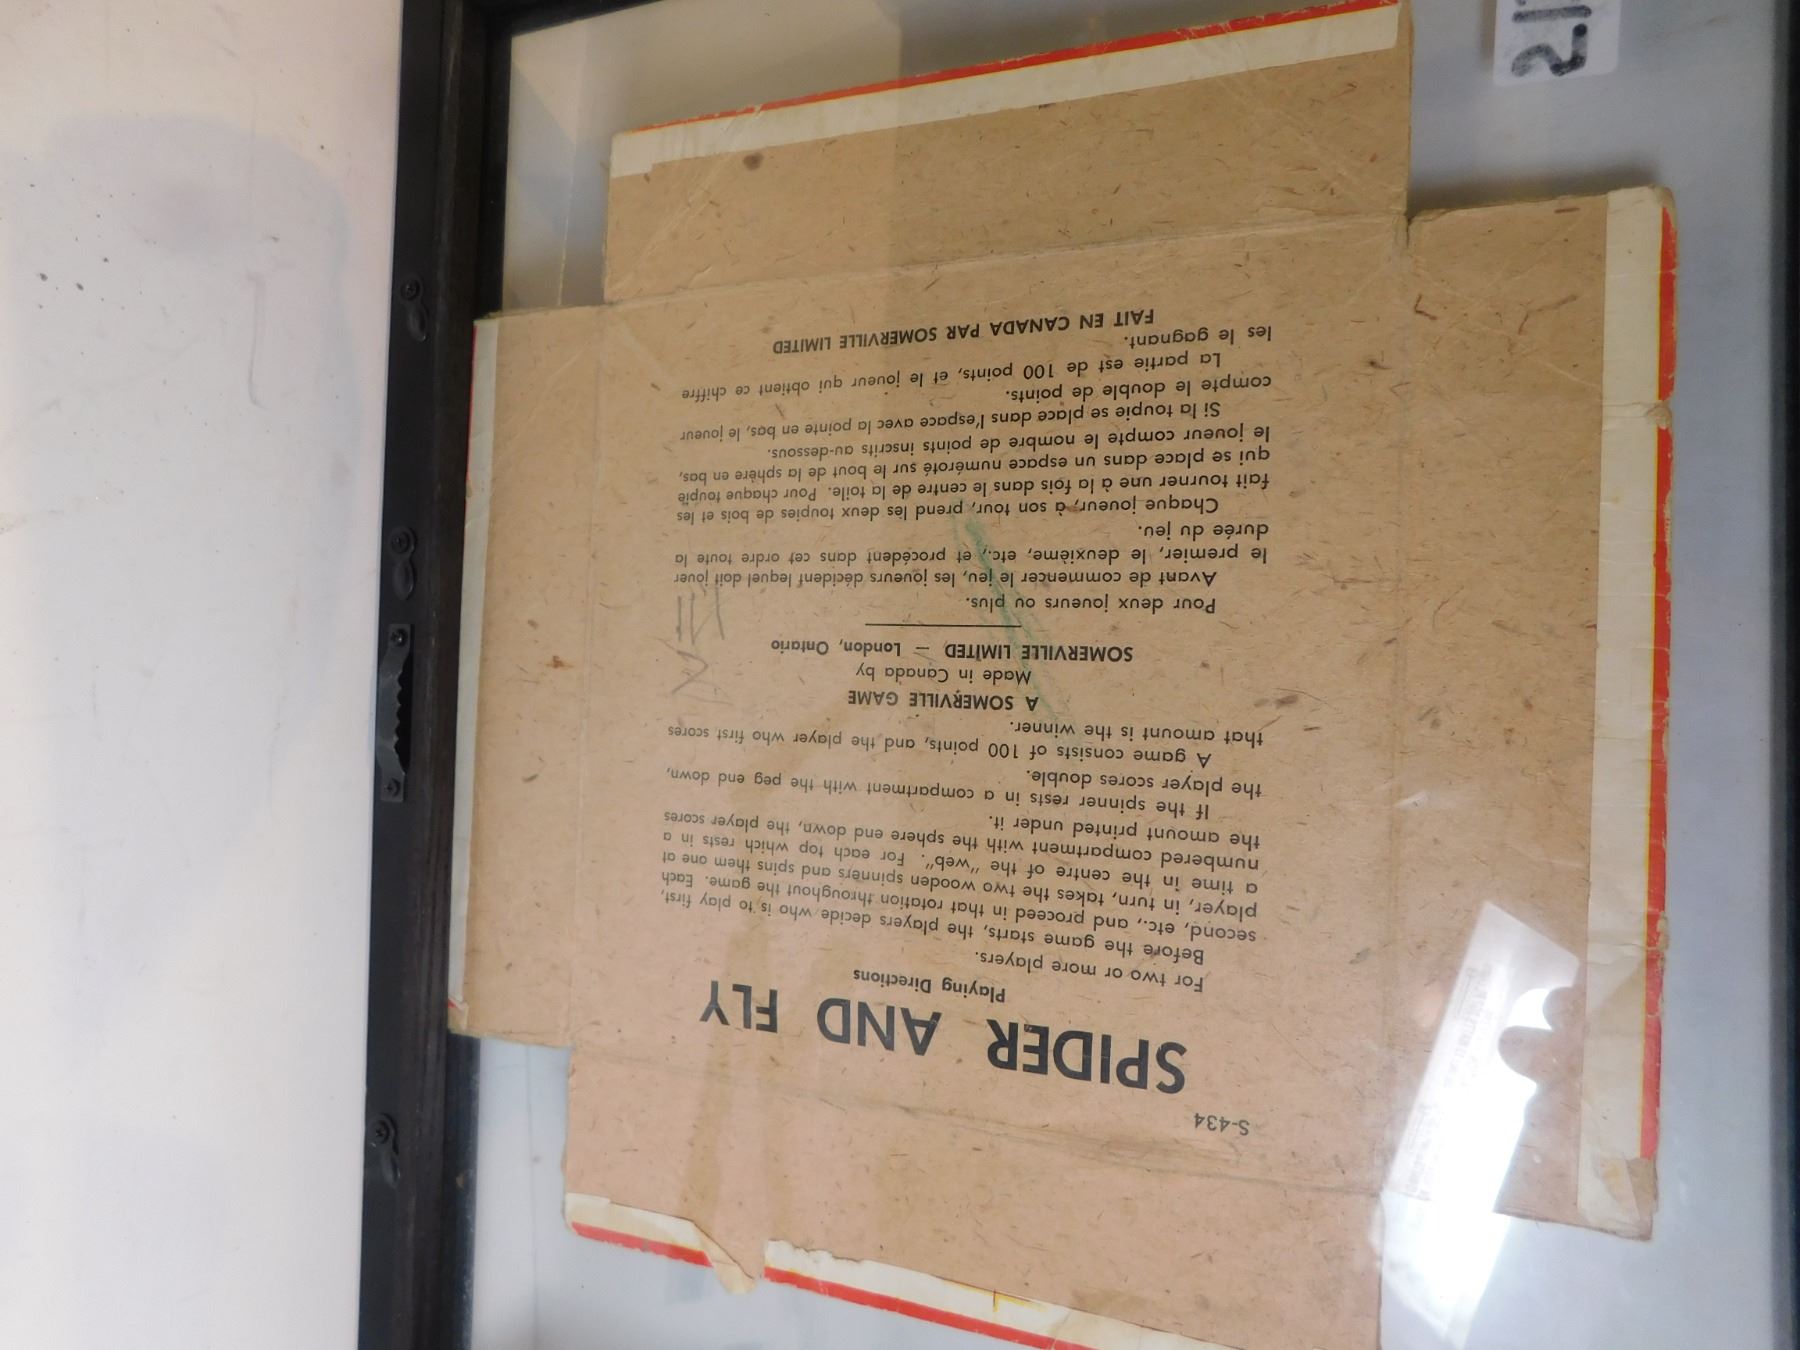 S-434
SPIDER AND FLY
Playing Directions
For two or more players.
Before the game starts, the players decide who is to play first,
second, etc., and proceed in that rotation throughout the game. Each
player, in turn, takes the two wooden spinners and spins them one at
a time in the centre of the "web". For each top which rests in a
numbered compartment with the sphere end down, the player scores
the amount printed under it.
If the spinner rests in a compartment with the peg end down,
the player scores double.
A game consists of 100 points, and the player who first scores
that amount is the winner.
A SOMERVILLE GAME
Made in Canada by
SOMERVILLE LIMITED – London, Ontario
Pour deux joueurs ou plus.
Avant de commencer le jeu, les joueurs décident lequel doit jouer
le premier, le deuxième, etc., et procédent dans cet ordre toute la
durée du jeu.
Chaque joueur, à son tour, prend les deux toupies de bois et les
fait tourner une à la fois dans le centre de la toile. Pour chaque toupie
qui se place dans un espace numéroté sur le bout de la sphère en bas,
le joueur compte le nombre de points inscrits au-dessous.
Si la toupie se place dans l'espace avec la pointe en bas, le joueur
compte le double de points.
La partie est de 100 points, et le joueur qui obtient ce chiffre
les le gagnant.
FAIT EN CANADA PAR SOMERVILLE LIMITED